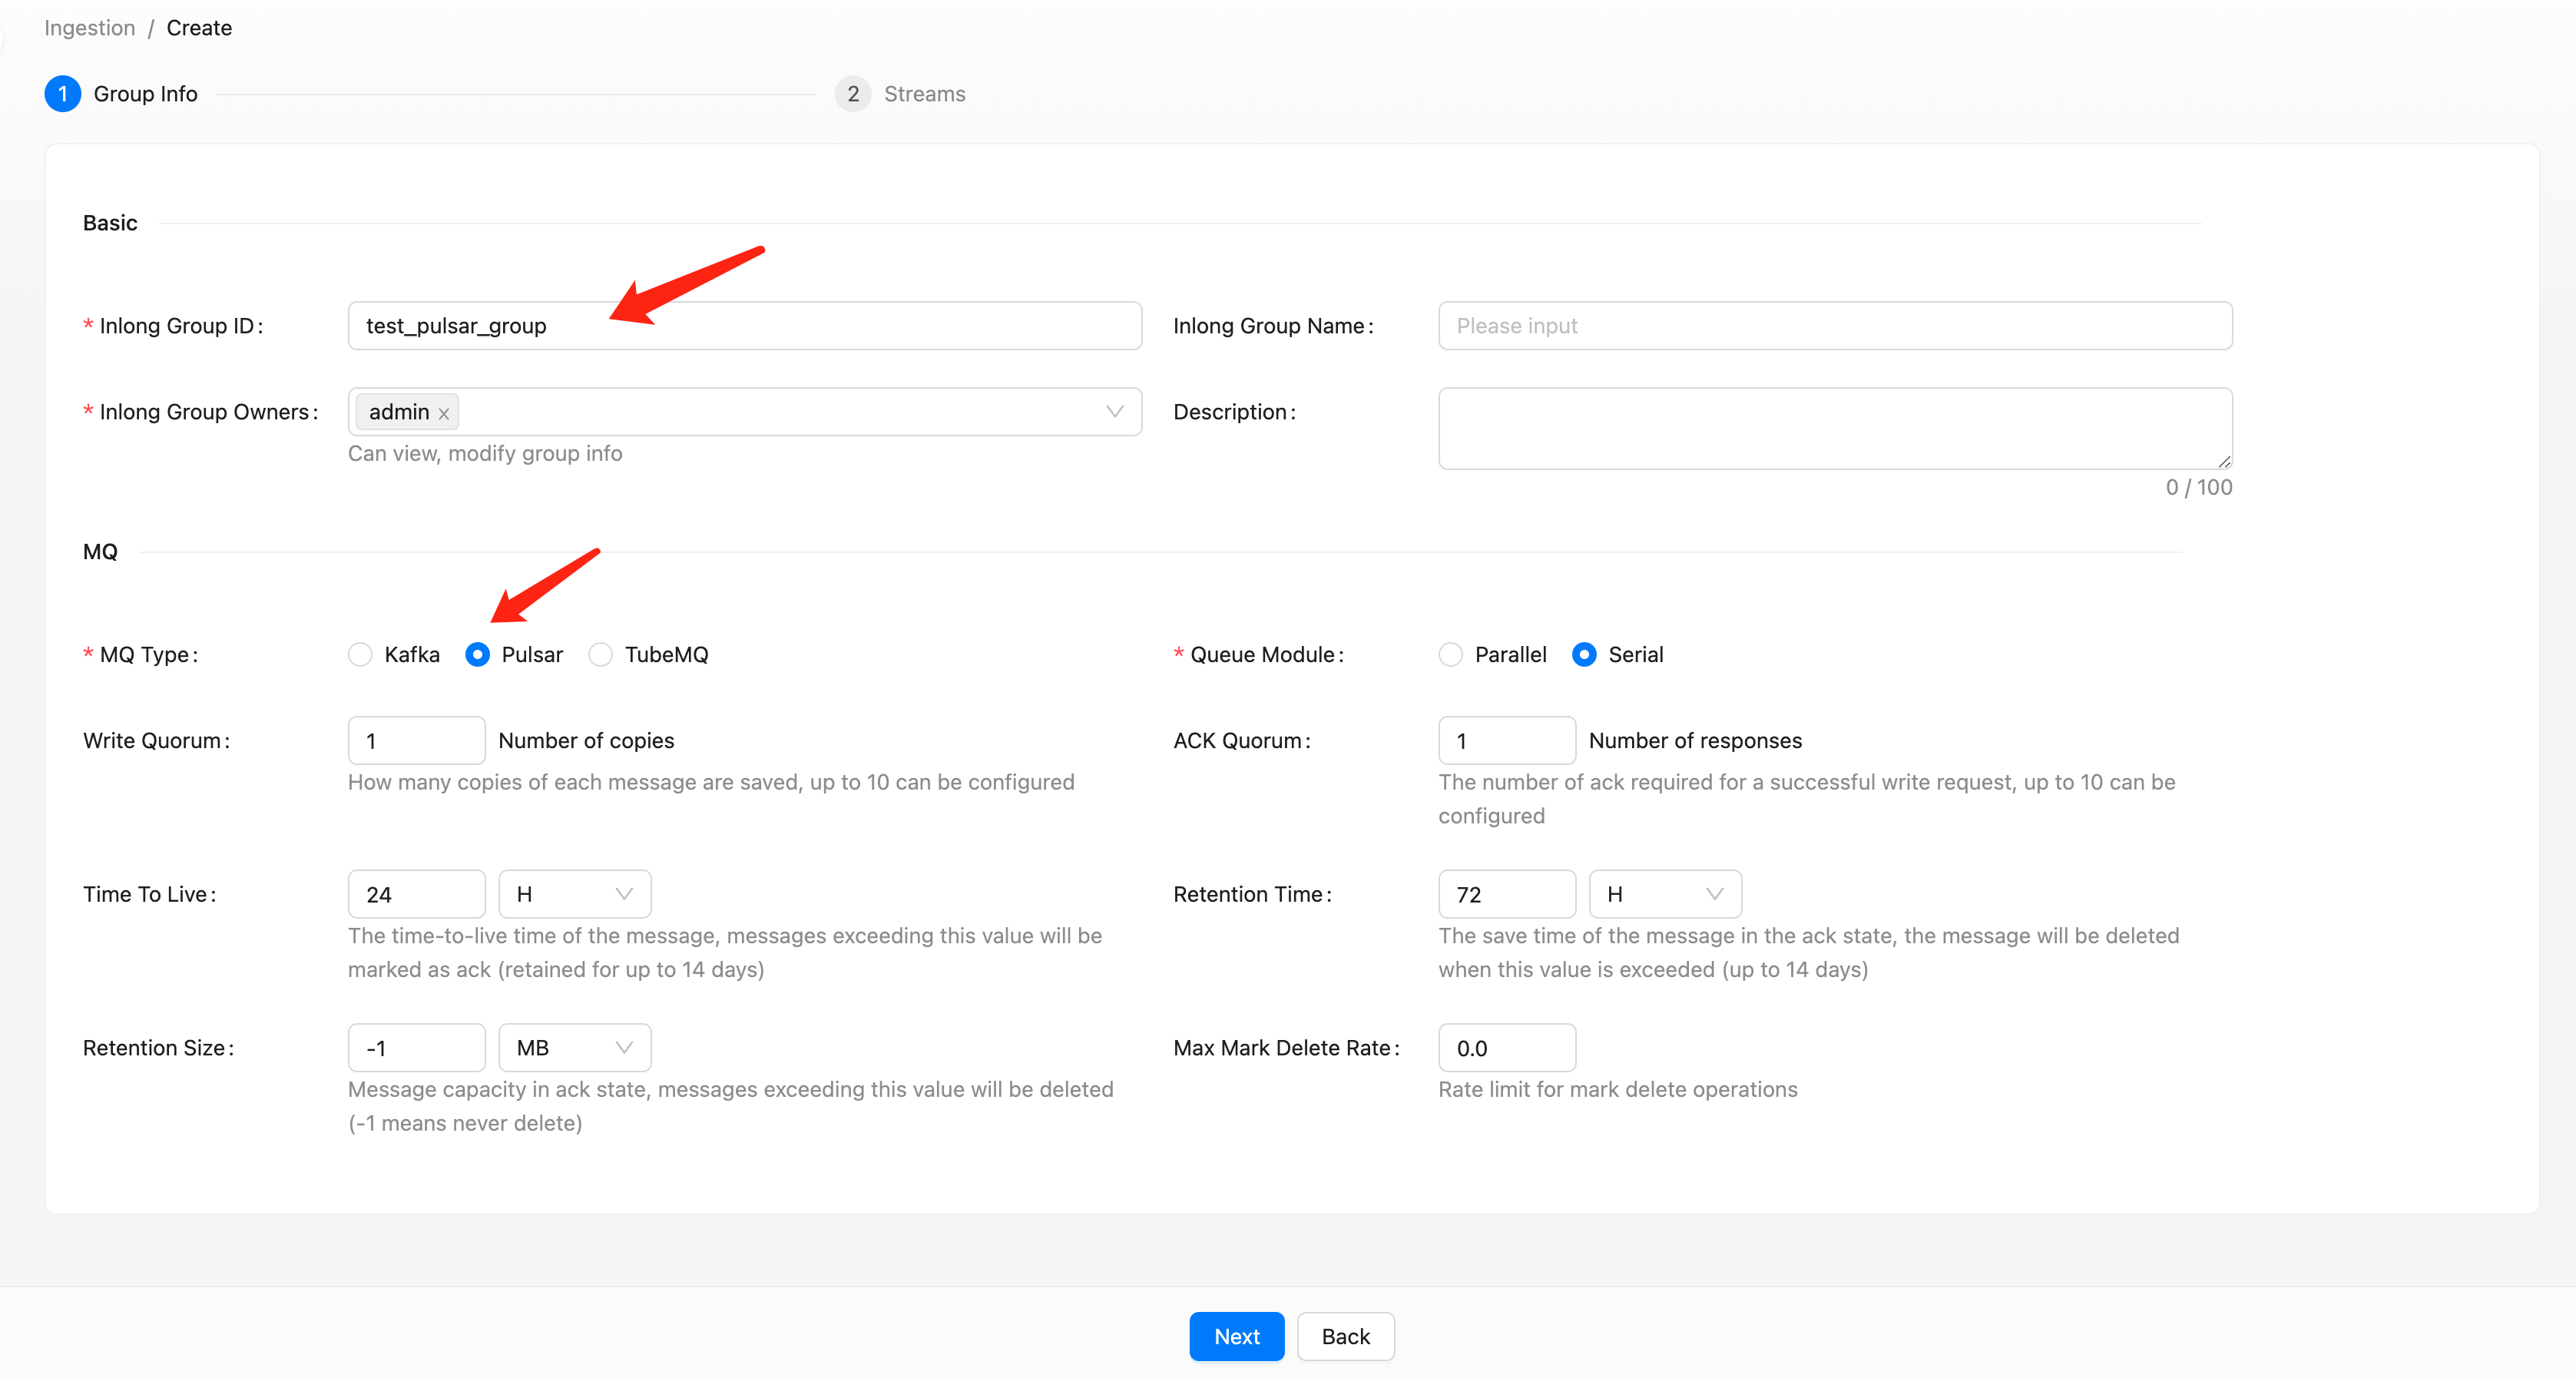 Ingestion / Create
1 Group Info 2 Streams
Basic
* Inlong Group ID: test_pulsar_group
Inlong Group Name: Please input
* Inlong Group Owners: admin x
Can view, modify group info
Description:
0 / 100
MQ
* MQ Type: Kafka Pulsar TubeMQ
* Queue Module: Parallel Serial
Write Quorum: 1 Number of copies
How many copies of each message are saved, up to 10 can be configured
ACK Quorum: 1 Number of responses
The number of ack required for a successful write request, up to 10 can be
configured
Time To Live: 24 H
The time-to-live time of the message, messages exceeding this value will be
marked as ack (retained for up to 14 days)
Retention Time: 72 H
The save time of the message in the ack state, the message will be deleted
when this value is exceeded (up to 14 days)
Retention Size: -1 MB
Message capacity in ack state, messages exceeding this value will be deleted
(-1 means never delete)
Max Mark Delete Rate: 0.0
Rate limit for mark delete operations
Next Back